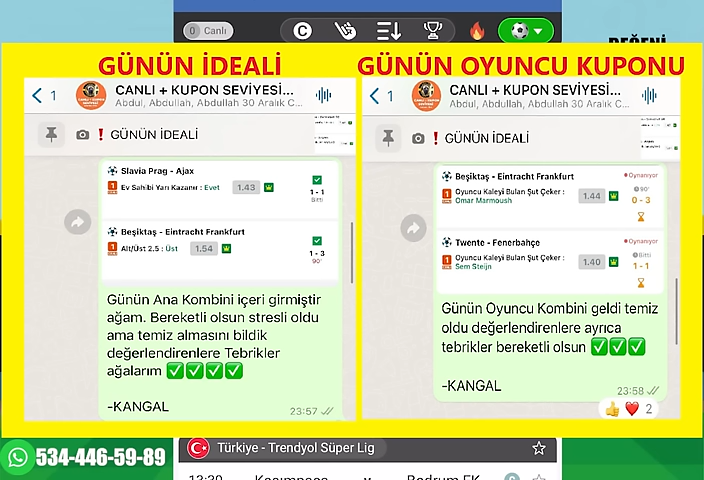 0 Canlı
GÜNÜN İDEALİ
1
CANLI + KUPON SEVİYESİ...
Abdul, Abdullah, Abdullah 30 Aralık C...
GÜNÜN İDEALİ
Slavia Prag - Ajax
Ev Sahibi Yarı Kazanır : Evet 1.43
1 - 1
Bitti
Beşiktaş - Eintracht Frankfurt
Alt/Üst 2.5 : Üst 1.54
1 - 3
90'
Günün Ana Kombini içeri girmiştir
ağam. Bereketli olsun stresli oldu
ama temiz almasını bildik
değerlendirenlere Tebrikler
ağalarım ✅✅✅✅
-KANGAL
23:57
GÜNÜN OYUNCU KUPONU
1
CANLI + KUPON SEVİYESİ...
Abdul, Abdullah, Abdullah 30 Aralık C...
GÜNÜN İDEALİ
Beşiktaş - Eintracht Frankfurt
Oynanıyor
Oyuncu Kaleyi Bulan Şut Çeker :
Omar Marmoush
1.44
90'
0 - 3
Twente - Fenerbahçe
Oynanıyor
Oyuncu Kaleyi Bulan Şut Çeker :
Sem Steijn
1.40
Bitti
1 - 1
Günün Oyuncu Kombini geldi temiz
oldu değerlendirenlere ayrıca
tebrikler bereketli olsun ✅✅✅
-KANGAL
23:58
2
534-446-59-89
Türkiye - Trendyol Süper Lig